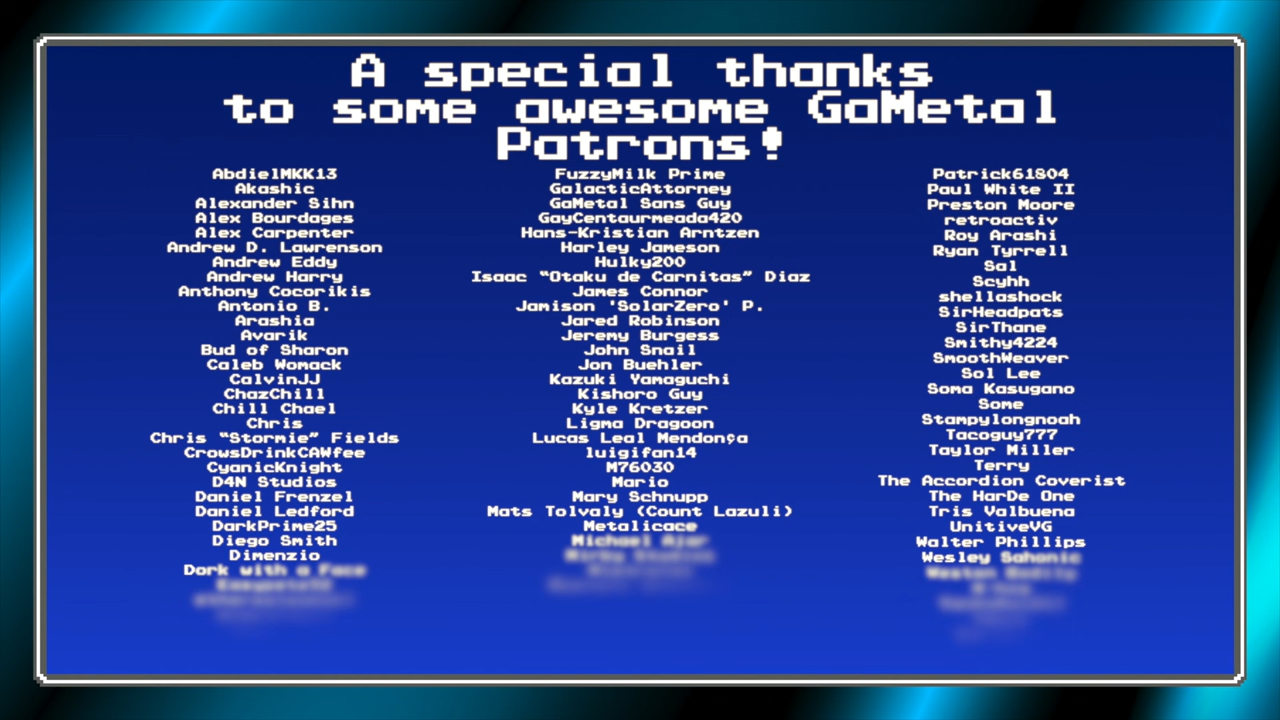 A special thanks
to some awesome GaMetal
Patrons!
AbdielMKK13
Akashic
Alexander Sihn
Alex Bourdages
Alex Carpenter
Andrew D. Lawrenson
Andrew Eddy
Andrew Harry
Anthony Cocorikis
Antonio B.
Arashia
Avarik
Bud of Sharon
Caleb Womack
CalvinJJ
ChazChill
Chill Chael
Chris
Chris “Stormie” Fields
CrowsDrinkCAWfee
CyanicKnight
D4N Studios
Daniel Frenzel
Daniel Ledford
DarkPrime25
Diego Smith
Dimenzio
Dork with a Face
FuzzyMilk Prime
GalacticAttorney
GaMetal Sans Guy
GayCentaurmeada420
Hans-Kristian Arntzen
Harley Jameson
Hulky200
Isaac “Otaku de Carnitas” Diaz
James Connor
Jamison 'SolarZero' P.
Jared Robinson
Jeremy Burgess
John Snail
Jon Buehler
Kazuki Yamaguchi
Kishoro Guy
Kyle Kretzer
Ligma Dragoon
Lucas Leal Mendonça
luigifan14
M76030
Mario
Mary Schnupp
Mats Tolvaly (Count Lazuli)
Metalicace
Michael Ajar
Patrick61804
Paul White II
Preston Moore
retroactiv
Roy Arashi
Ryan Tyrrell
Sal
Scyhh
shellashock
SirHeadpats
SirThane
Smithy4224
SmoothWeaver
Sol Lee
Soma Kasugano
Some
Stampylongnoah
Tacoguy777
Taylor Miller
Terry
The Accordion Coverist
The HarDe One
Tris Valbuena
UnitiveVG
Walter Phillips
Wesley Sahonic